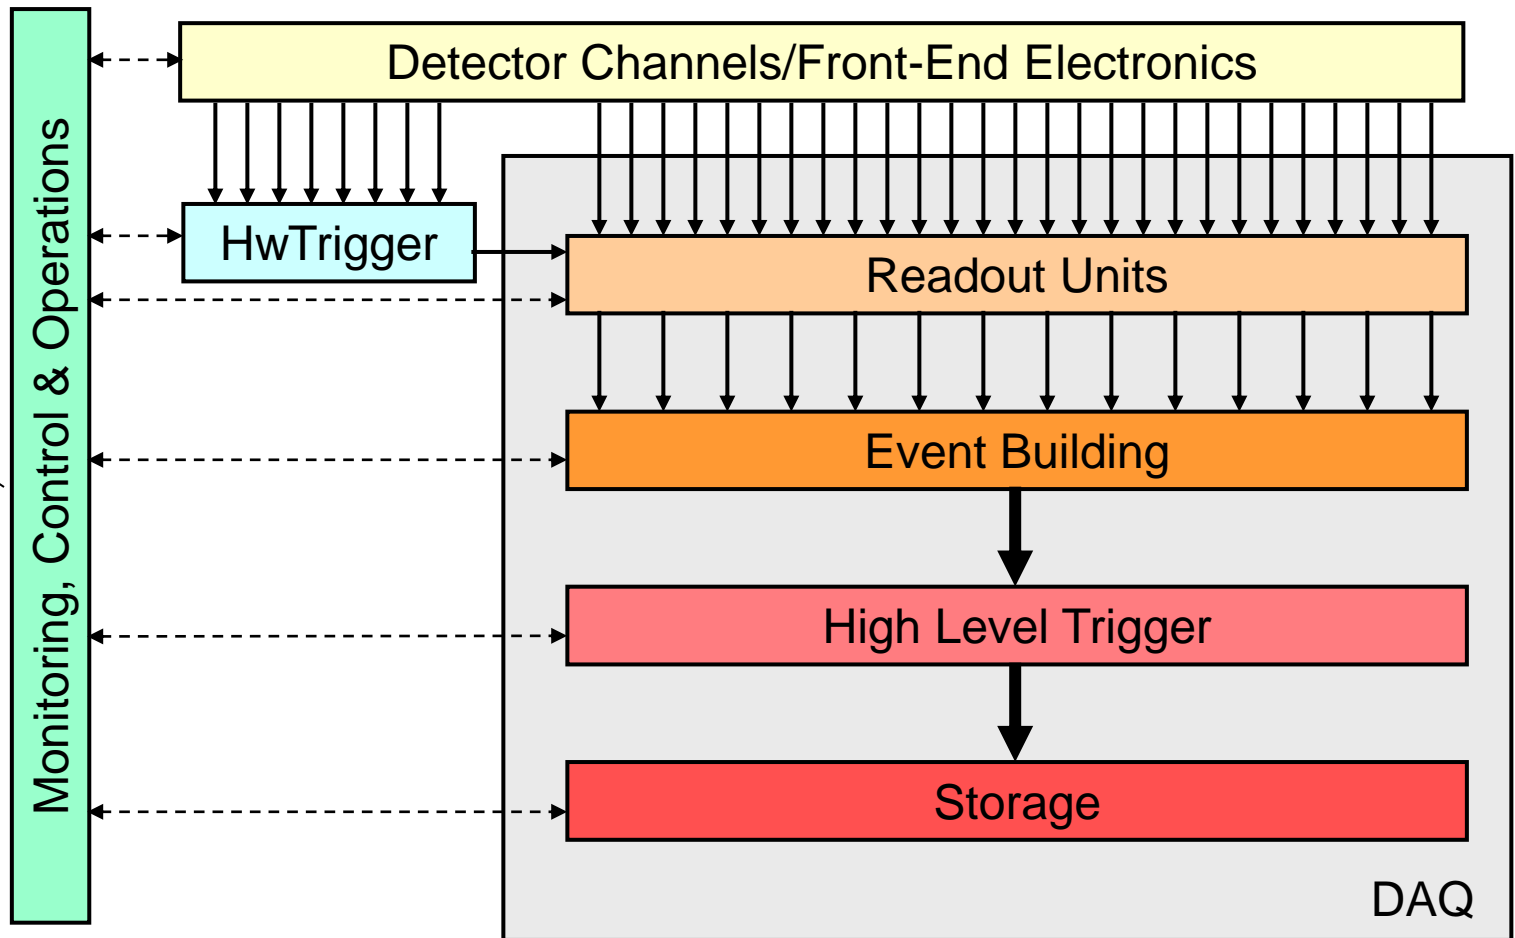 Monitoring, Control & Operations
Detector Channels/Front-End Electronics
HwTrigger
Readout Units
Event Building
High Level Trigger
Storage
DAQ